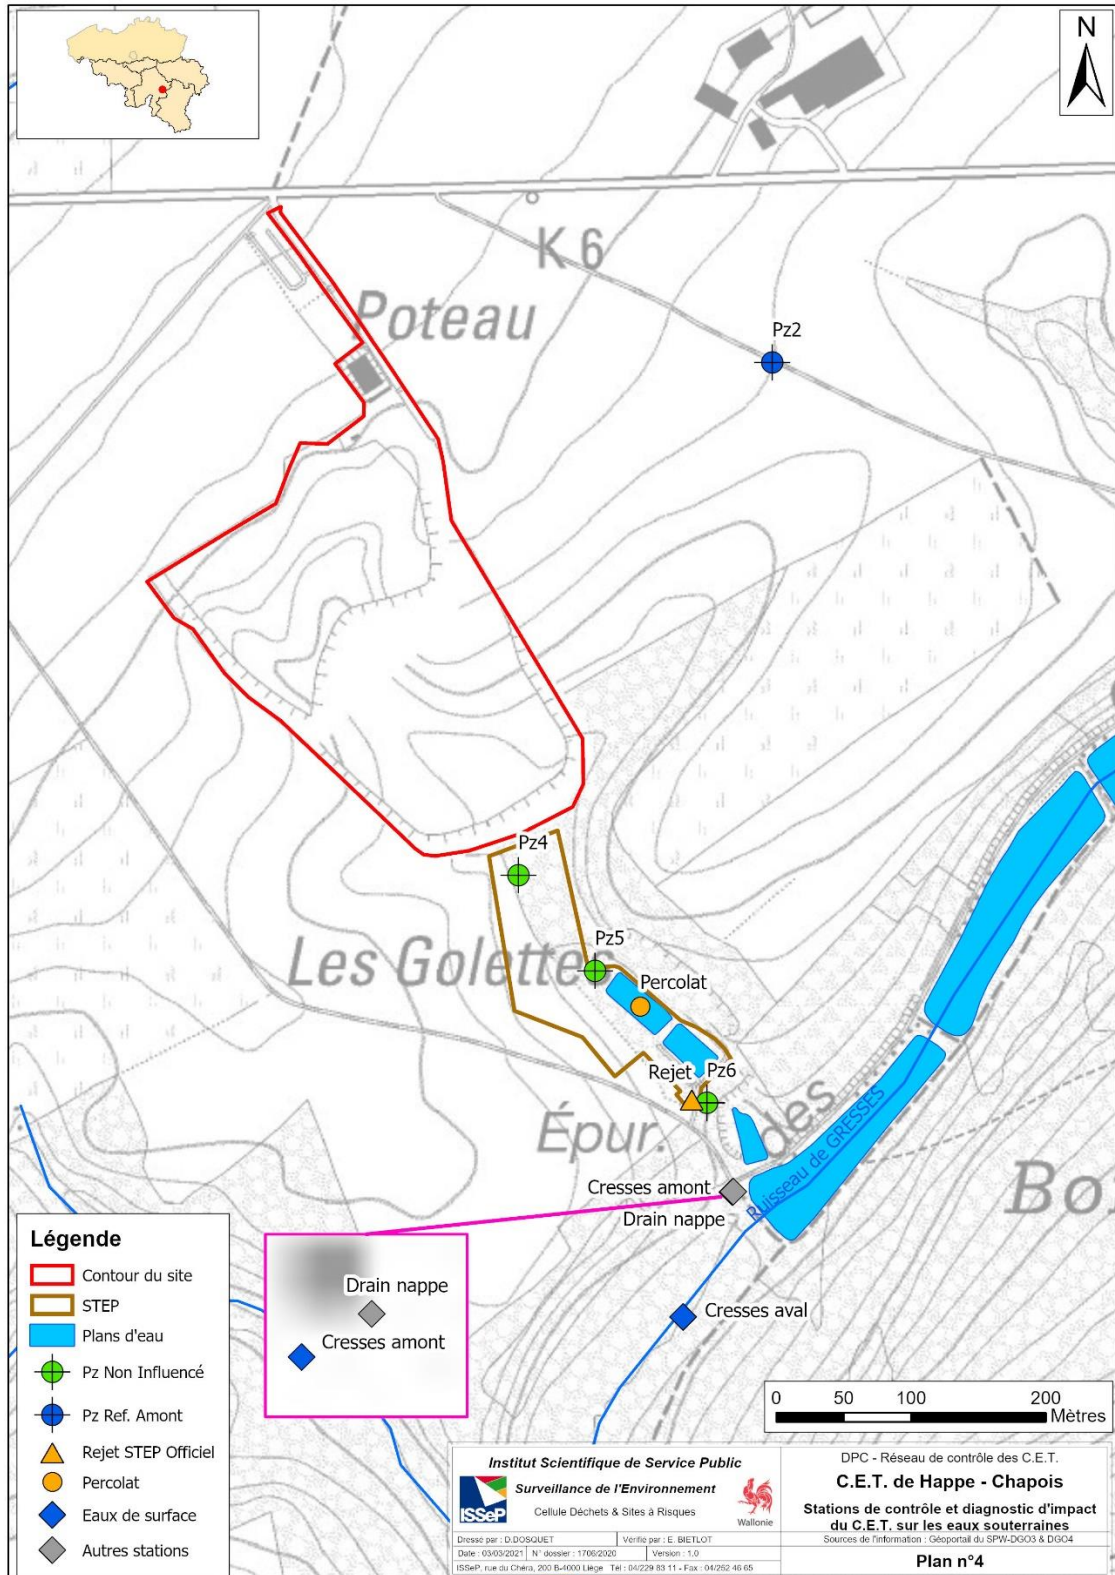 N
K 6
Poteau
Pz2
Pz4
Les Golettes
Pz5
Percolat
Rejet
Pz6
Épur.
des
Ruisseau de GRESSES
Bo
Cresses amont
Drain nappe
Cresses aval
Drain nappe
Cresses amont
Légende
Contour du site
STEP
Plans d'eau
Pz Non Influencé
Pz Ref. Amont
Rejet STEP Officiel
Percolat
Eaux de surface
Autres stations
0 50 100 200
Mètres
Institut Scientifique de Service Public
Surveillance de l'Environnement
Cellule Déchets & Sites à Risques
ISSeP
Wallonie
Dressé par : D.DOSQUET Vérifié par : E. BIETLOT
Date : 03/03/2021 N° dossier : 1706/2020 Version : 1.0
ISSeP, rue du Chéra, 200 B-4000 Liège Tél : 04/229 83 11 - Fax : 04/252 46 65
DPC - Réseau de contrôle des C.E.T.
C.E.T. de Happe - Chapois
Stations de contrôle et diagnostic d'impact
du C.E.T. sur les eaux souterraines
Sources de l'information : Géoportail du SPW-DGO3 & DGO4
Plan n°4